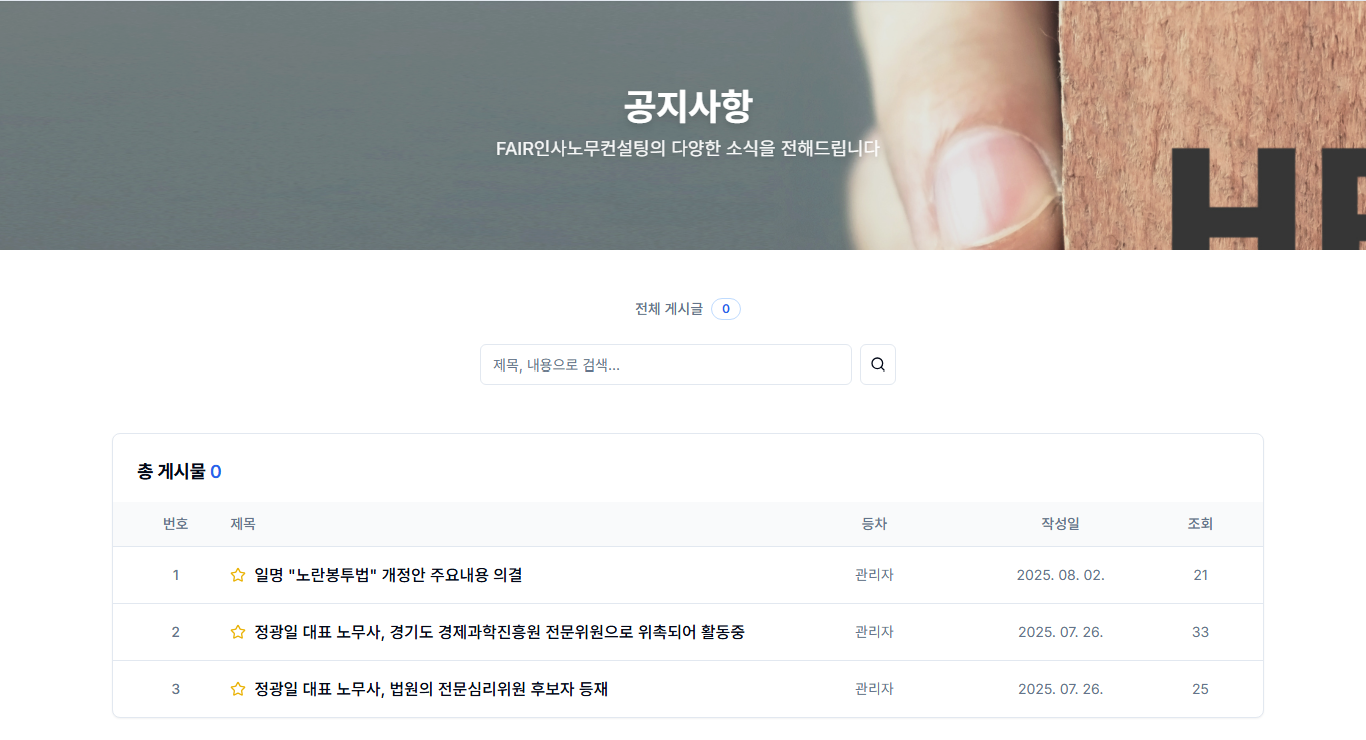 공지사항
FAIR인사노무컨설팅의 다양한 소식을 전해드립니다
HR
전체 게시글 0
제목, 내용으로 검색...
총 게시물 0
번호 제목 등차 작성일 조회
1 일명 "노란봉투법" 개정안 주요내용 의결 관리자 2025. 08. 02. 21
2 정광일 대표 노무사, 경기도 경제과학진흥원 전문위원으로 위촉되어 활동중 관리자 2025. 07. 26. 33
3 정광일 대표 노무사, 법원의 전문심리위원 후보자 등재 관리자 2025. 07. 26. 25